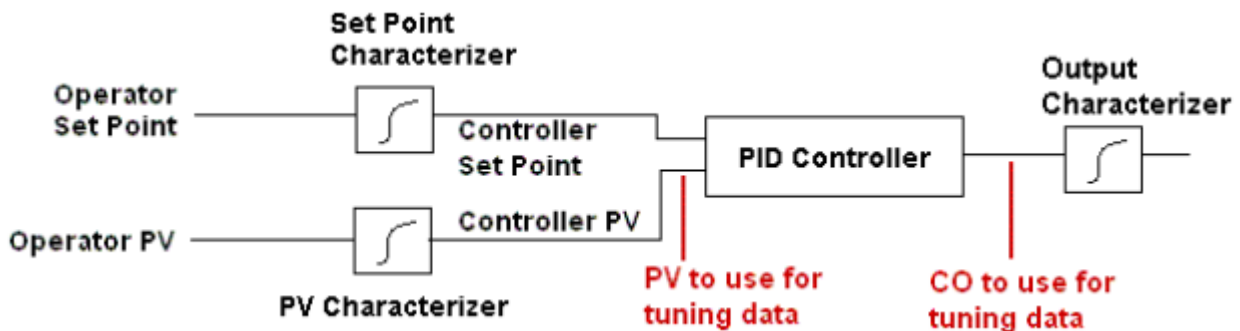 Set Point
Characterizer
Operator
Set Point
Controller
Set Point
PID Controller
Output
Characterizer
Operator PV
Controller PV
PV Characterizer
PV to use for
tuning data
CO to use for
tuning data